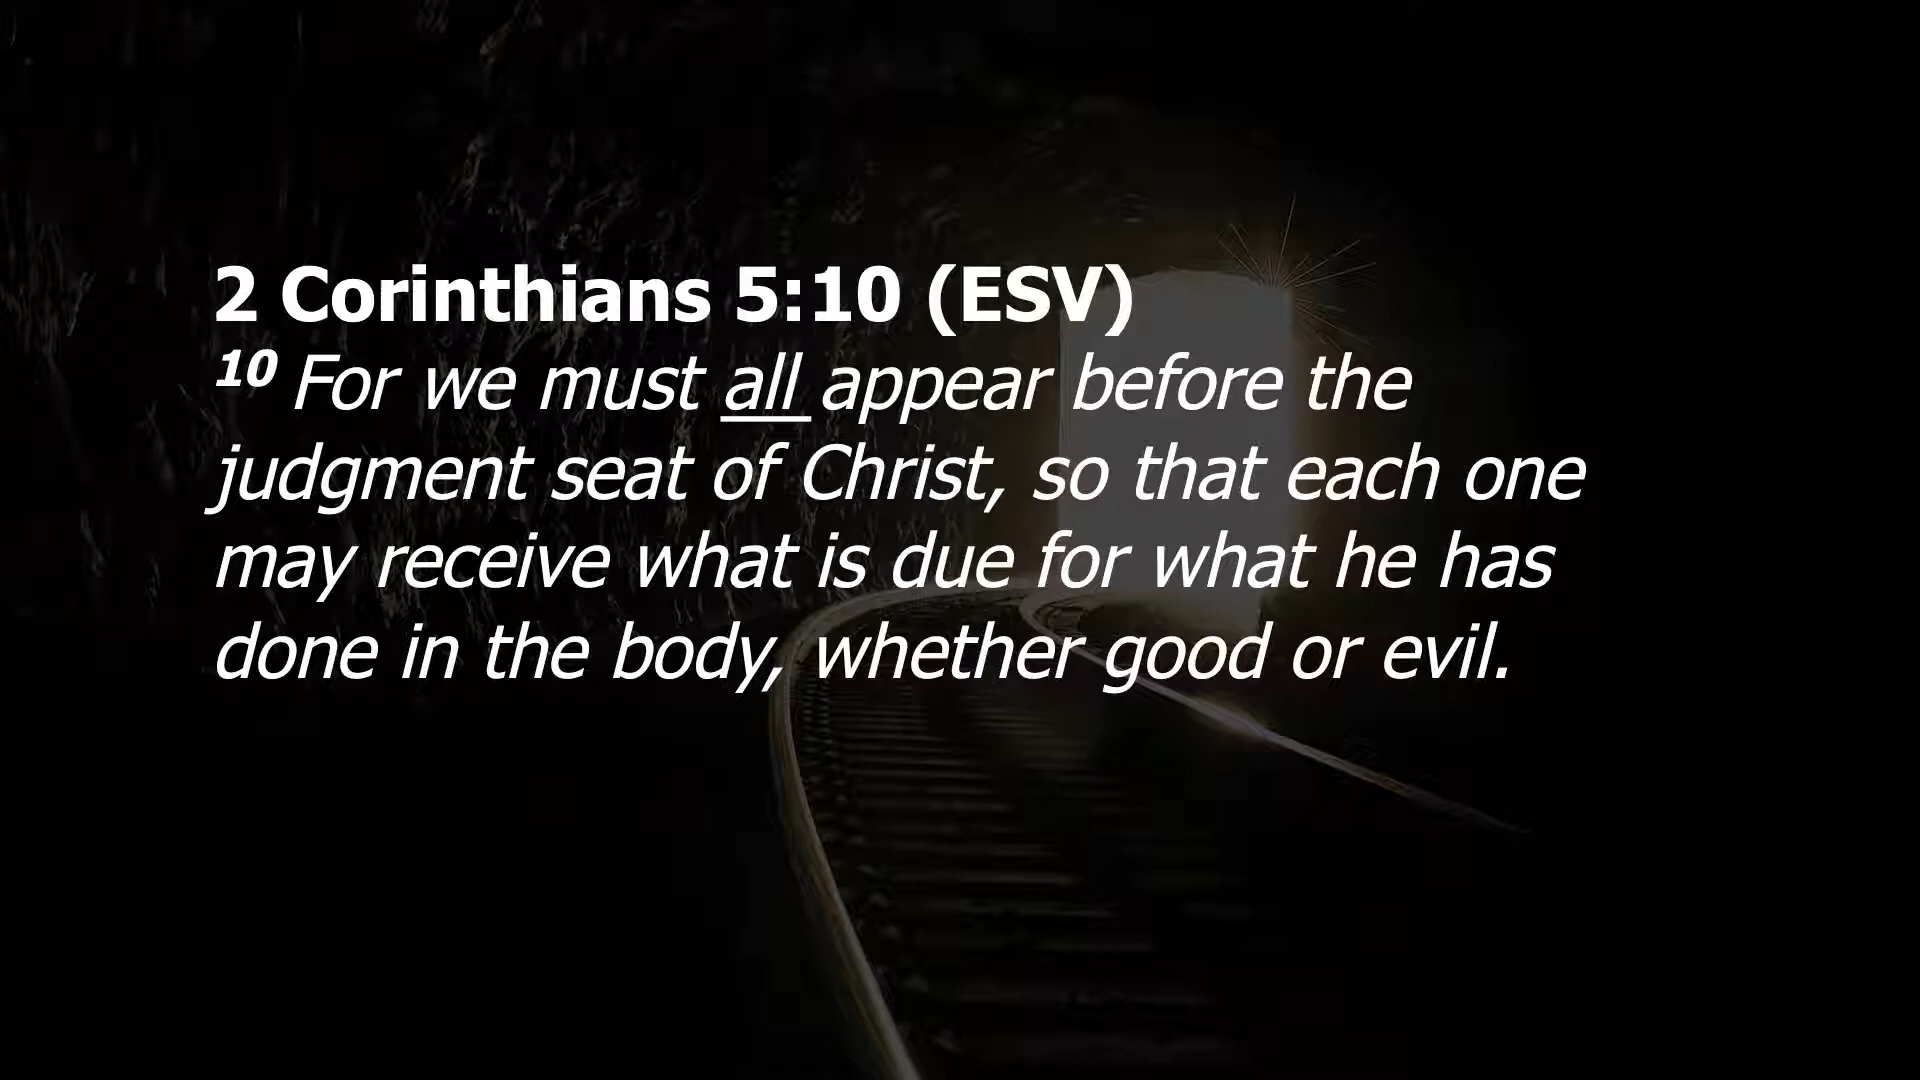 2 Corinthians 5:10 (ESV)
10 For we must all appear before the
judgment seat of Christ, so that each one
may receive what is due for what he has
done in the body, whether good or evil.